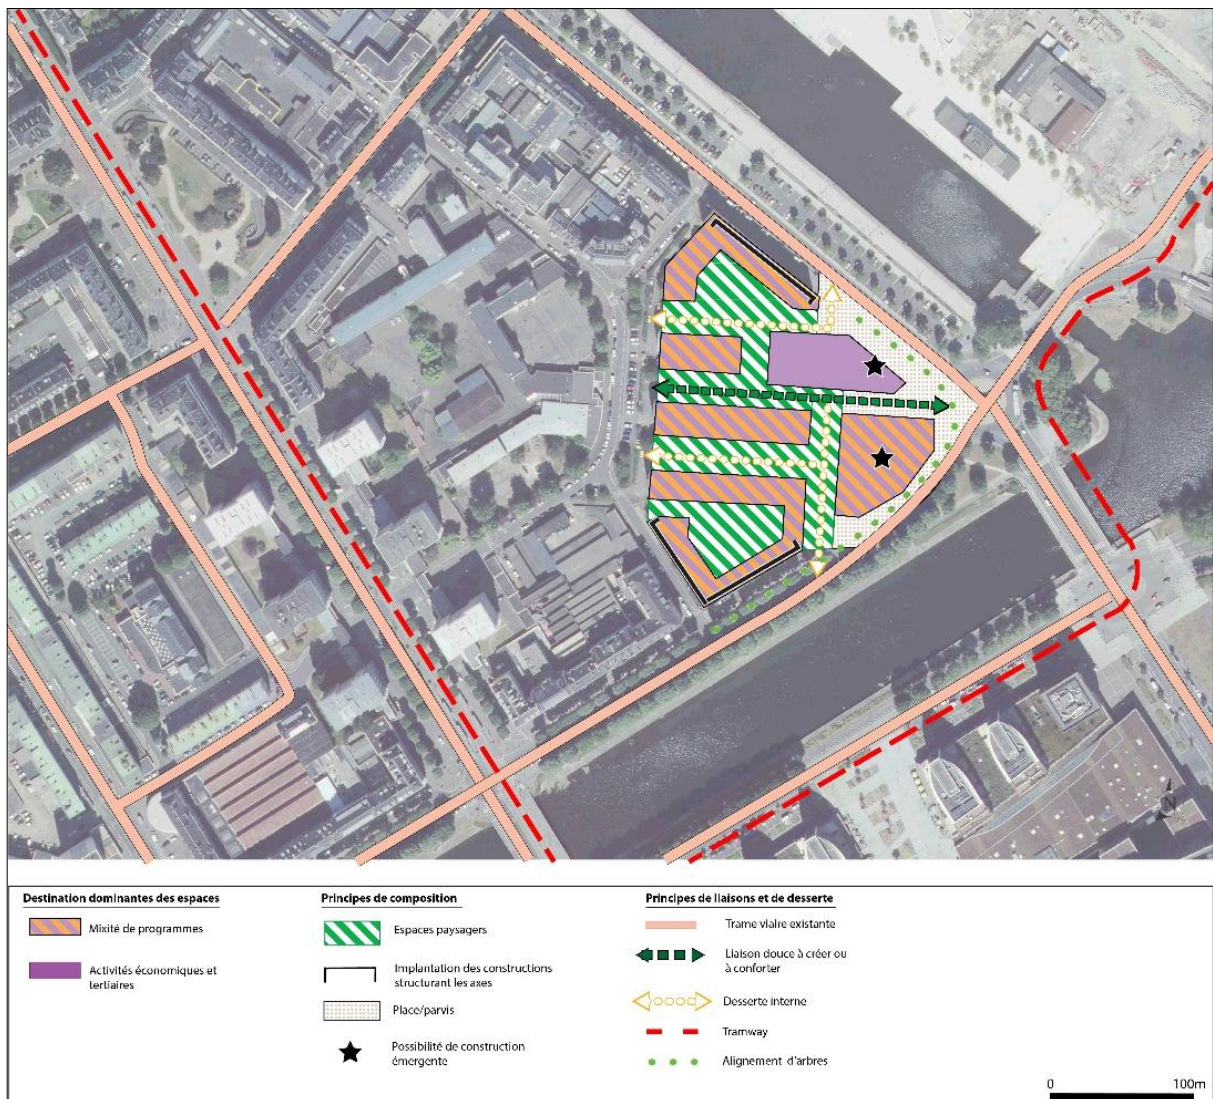 N
Destination dominantes des espaces
Mixité de programmes
Activités économiques et
tertiaires
Principes de composition
Espaces paysagers
Implantation des constructions
structurant les axes
Place/parvis
Possibilité de construction
émergente
Principes de liaisons et de desserte
Trame viaire existante
Liaison douce à créer ou
à conforter
Desserte interne
Tramway
Alignement d'arbres
0 100m